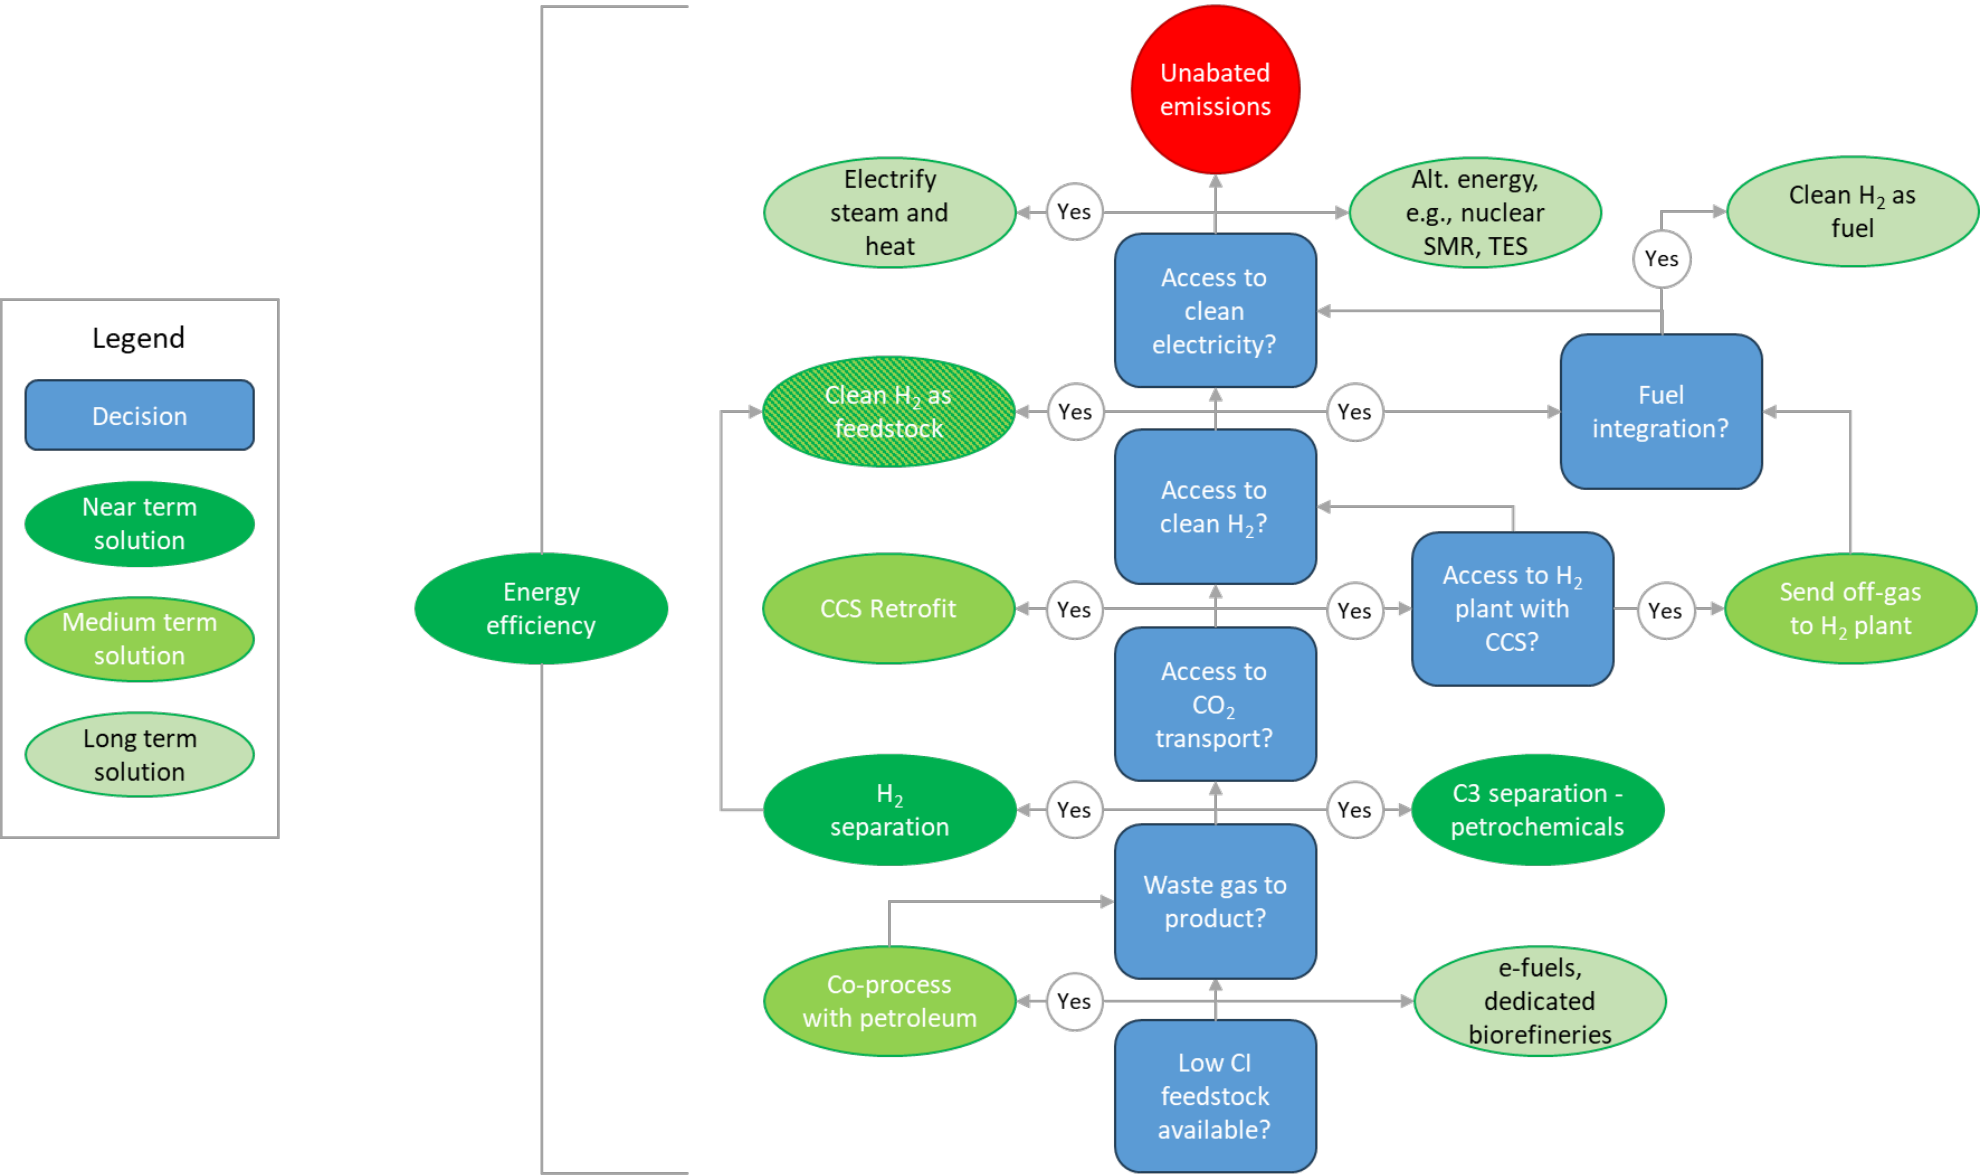 Unabated
emissions
Electrify
steam and
heat
Yes
Alt. energy,
e.g., nuclear
SMR, TES
Clean H₂ as
fuel
Yes
Access to
clean
electricity?
Legend
Decision
Near term
solution
Medium term
solution
Long term
solution
Clean H₂ as
feedstock
Yes
Yes
Fuel
integration?
Access to
clean H₂?
Energy
efficiency
CCS Retrofit
Yes
Yes
Access to H₂
plant with
CCS?
Yes
Send off-gas
to H₂ plant
Access to
CO₂
transport?
H₂
separation
Yes
Yes
C3 separation -
petrochemicals
Waste gas to
product?
Co-process
with petroleum
Yes
e-fuels,
dedicated
biorefineries
Low CI
feedstock
available?